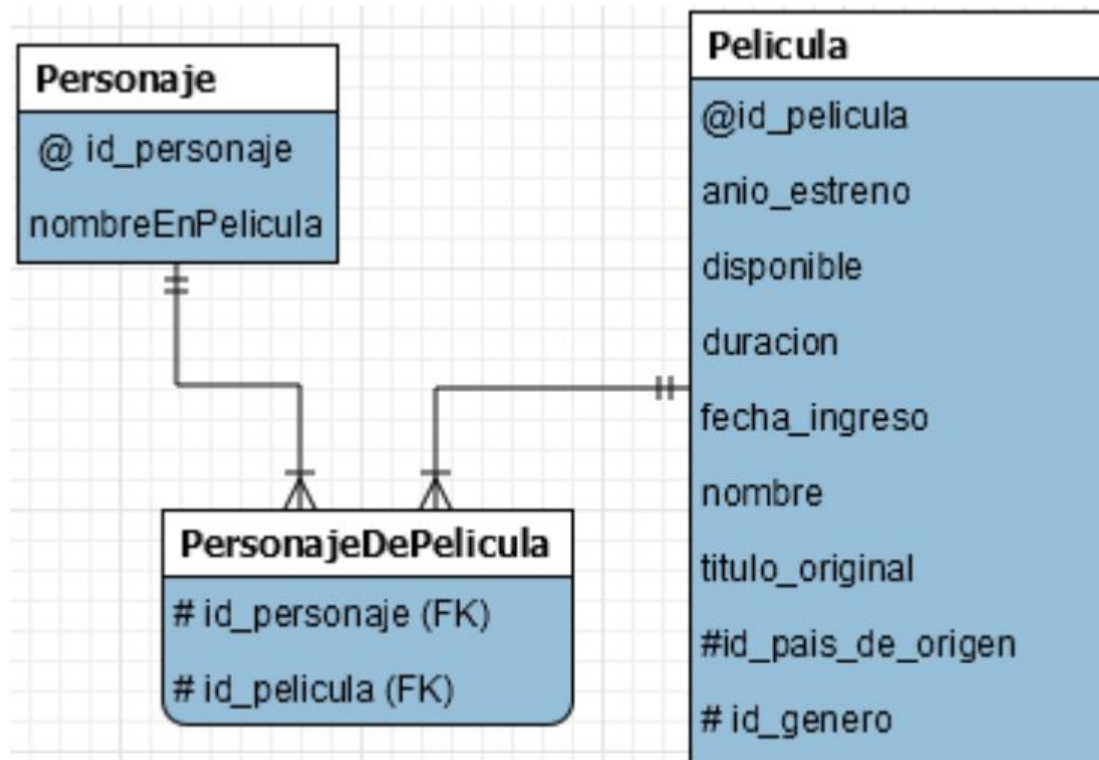 Personaje
@ id_personaje
nombreEnPelicula
PersonajeDePelicula
# id_personaje (FK)
# id_pelicula (FK)
Pelicula
@id_pelicula
anio_estreno
disponible
duracion
fecha_ingreso
nombre
titulo_original
#id_pais_de_origen
# id_genero